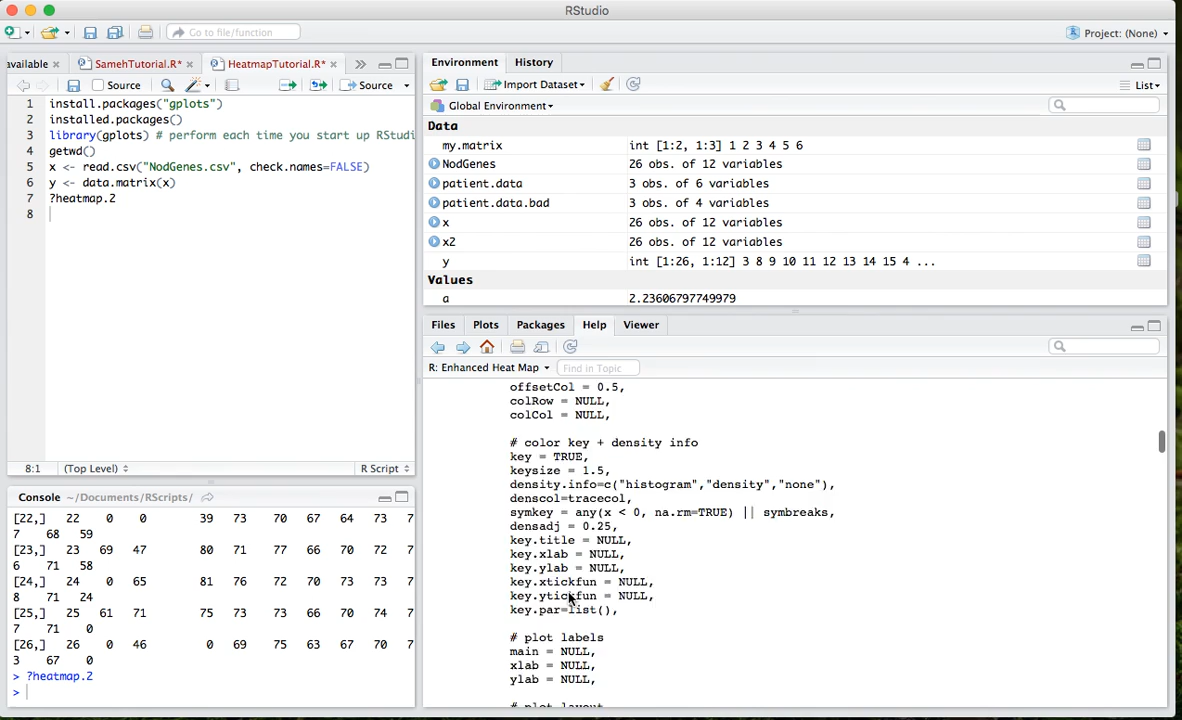 RStudio
Go to file/function
Project: (None)
available
SamehTutorial.R*
HeatmapTutorial.R*
Source
Source
1 install.packages("gplots")
2 installed.packages()
3 library(gplots) # perform each time you start up RStudi
4 getwd()
5 x <- read.csv("NodGenes.csv", check.names=FALSE)
6 y <- data.matrix(x)
7 ?heatmap.2
8
8:1 (Top Level) R Script
Console ~/Documents/RScripts/
[22,] 22 0 0 39 73 70 67 64 73 7
7 68 59
[23,] 23 69 47 80 71 77 66 70 72 7
6 71 58
[24,] 24 0 65 81 76 72 70 73 73 7
8 71 24
[25,] 25 61 71 75 73 73 66 70 74 7
7 71 0
[26,] 26 0 46 0 69 75 63 67 70 7
3 67 0
> ?heatmap.2
>
Environment History
Import Dataset
List
Global Environment
Data
my.matrix int [1:2, 1:3] 1 2 3 4 5 6
NodGenes 26 obs. of 12 variables
patient.data 3 obs. of 6 variables
patient.data.bad 3 obs. of 4 variables
x 26 obs. of 12 variables
x2 26 obs. of 12 variables
y int [1:26, 1:12] 3 8 9 10 11 12 13 14 15 4 ...
Values
a 2.23606797749979
Files Plots Packages Help Viewer
R: Enhanced Heat Map Find in Topic
offsetCol = 0.5,
colRow = NULL,
colCol = NULL,
# color key + density info
key = TRUE,
keysize = 1.5,
density.info=c("histogram","density","none"),
denscol=tracecol,
symkey = any(x < 0, na.rm=TRUE) || symbreaks,
densadj = 0.25,
key.title = NULL,
key.xlab = NULL,
key.ylab = NULL,
key.xtickfun = NULL,
key.ytickfun = NULL,
key.par=list(),
# plot labels
main = NULL,
xlab = NULL,
ylab = NULL,
# plot layout